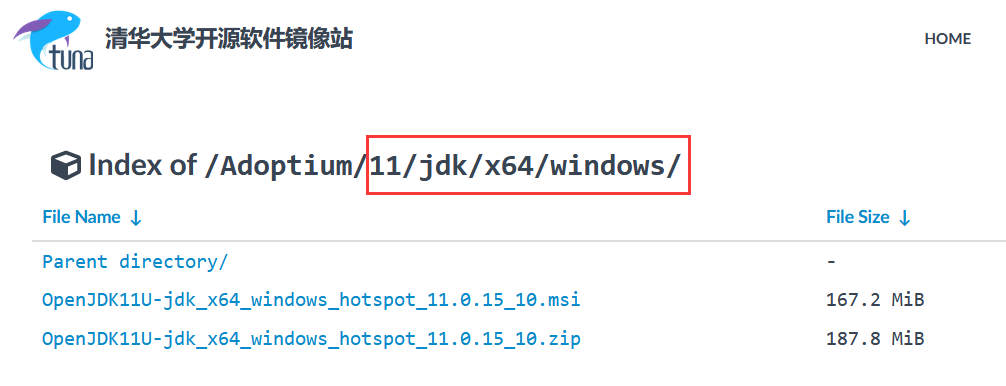 tuna 清华大学开源软件镜像站 HOME
Index of /Adoptium/11/jdk/x64/windows/
File Name ↓ File Size ↓
Parent directory/ -
OpenJDK11U-jdk_x64_windows_hotspot_11.0.15_10.msi 167.2 MiB
OpenJDK11U-jdk_x64_windows_hotspot_11.0.15_10.zip 187.8 MiB